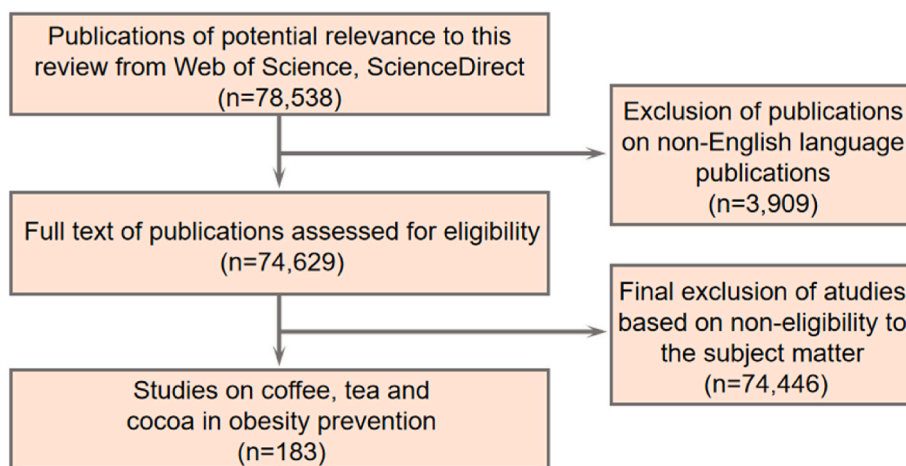 Publications of potential relevance to this
review from Web of Science, ScienceDirect
(n=78,538)
Exclusion of publications
on non-English language
publications
(n=3,909)
Full text of publications assessed for eligibility
(n=74,629)
Final exclusion of atudies
based on non-eligibility to
the subject matter
(n=74,446)
Studies on coffee, tea and
cocoa in obesity prevention
(n=183)